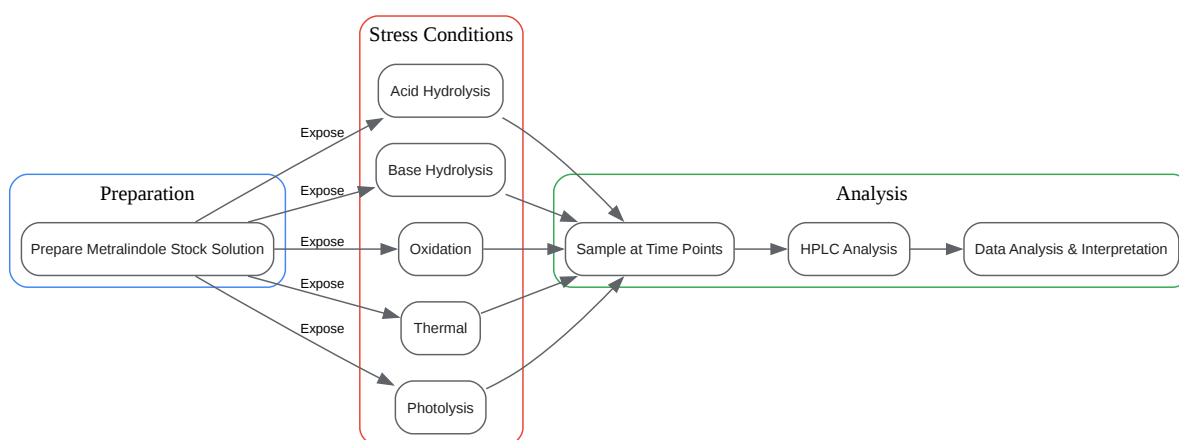 Stress Conditions
Acid Hydrolysis
Expose
Base Hydrolysis
Preparation
Expose
Analysis
Prepare Metralindole Stock Solution
Expose
Oxidation
Sample at Time Points
HPLC Analysis
Data Analysis & Interpretation
Expose
Thermal
Expose
Photolysis